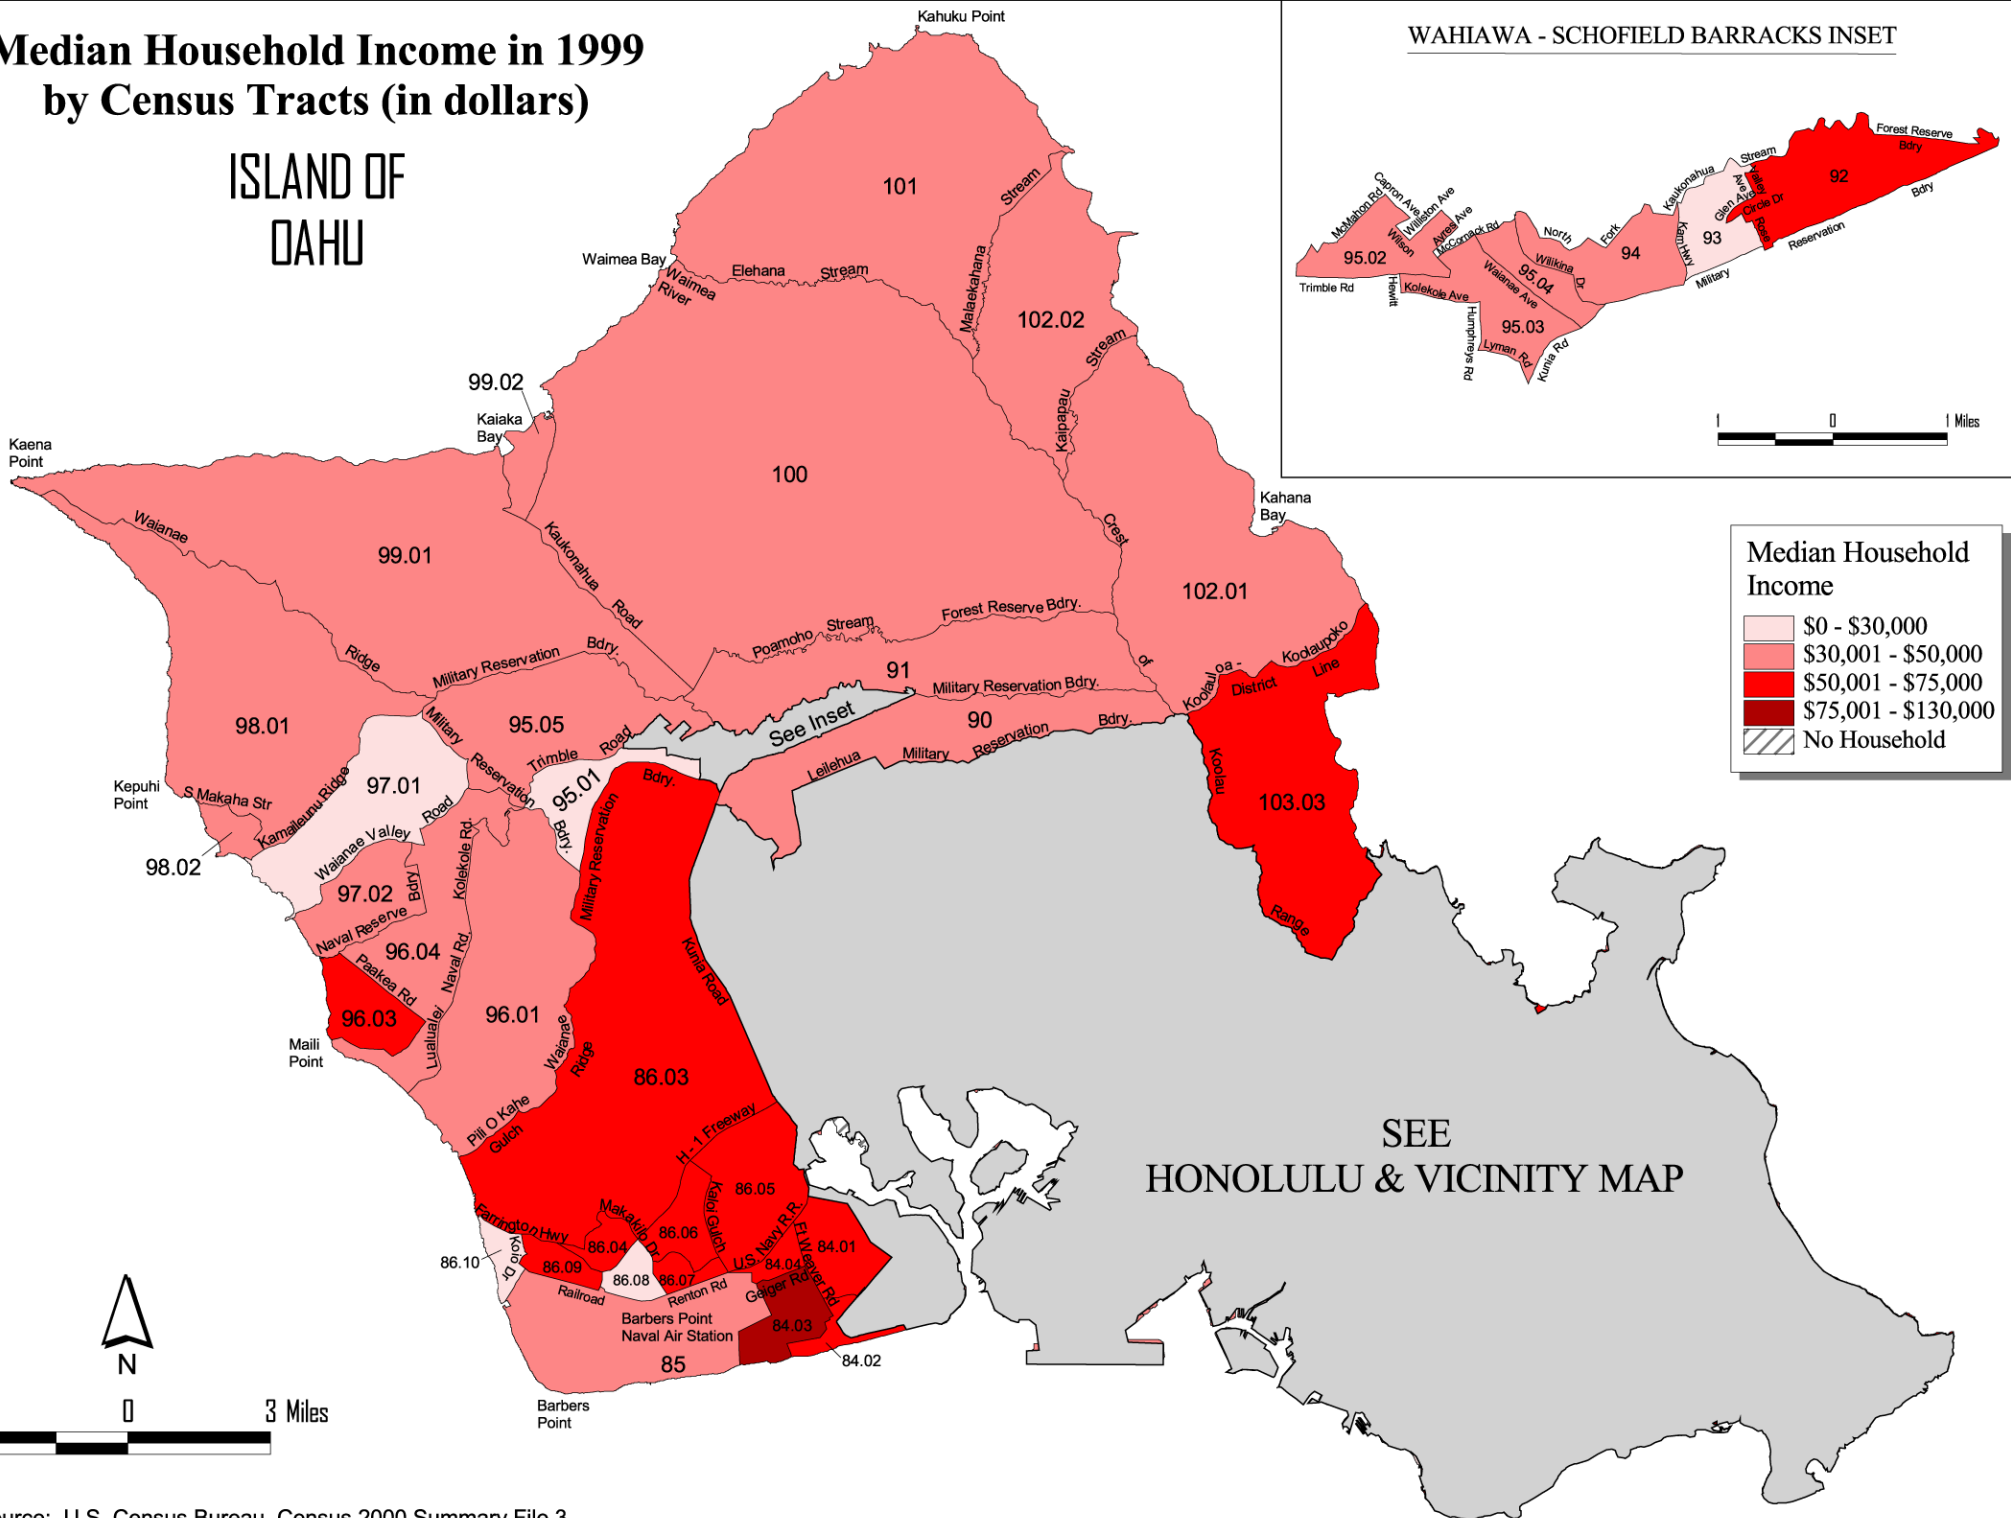 Median Household Income in 1999
by Census Tracts (in dollars)
ISLAND OF
OAHU
Kahuku Point
101
Stream
Malaekahana
Waimea Bay
Waimea
River
Elehana Stream
102.02
Stream
Kaipapau
99.02
Kaiaka
Bay
Kaena
Point
100
Waianae
Ridge
99.01
Kaukonahua
Road
Crest
of
Kahana
Bay
102.01
Poamoho Stream
Forest Reserve Bdry.
Koolauloa -
Koolaupoko
District Line
Military Reservation Bdry.
91
Military Reservation Bdry.
90
See Inset
Leilehua Military Reservation Bdry.
98.01
95.05
Military
Reservation
Bdry.
Trimble Road
95.01
Bdry.
Military Reservation
Koolau
Range
103.03
Kepuhi
Point
S Makaha Str
98.02
Kamaileunu Ridge
97.01
Waianae Valley Road
97.02
Bdry
Naval Reserve
Kolekole Rd.
96.04
Paakea Rd
Naval Rd.
Lualualei
96.03
96.01
Maili
Point
Waianae
Ridge
Kunia Road
86.03
Pili O Kahe
Gulch
H - 1 Freeway
86.05
Kaloi Gulch
U.S. Navy R.R.
Farrington Hwy
Makakilo Dr
86.06
86.04
86.10
Koio Dr
86.09
86.08
86.07
84.04
84.01
Ft Weaver Rd
Railroad
Renton Rd
Geiger Rd
Barbers Point
Naval Air Station
84.03
85
84.02
Barbers
Point
SEE
HONOLULU & VICINITY MAP
N
0 3 Miles
Source: U.S. Census Bureau, Census 2000 Summary File 3
WAHIAWA - SCHOFIELD BARRACKS INSET
Forest Reserve
Bdry
Stream
Kaukonahua
Valley
Ave
Glen Ave
Circle Dr
Rose
92
Bdry
Reservation
Military
93
Kam Hwy
94
North
Fork
Wilikina
Dr
95.04
Waianae Ave
McCormack Rd
Ayres Ave
Williston Ave
Capron Ave
McMahon Rd
Wilson
95.02
Trimble Rd
Hewitt
Kolekole Ave
Humphreys Rd
95.03
Lyman Rd
Kunia Rd
1 0 1 Miles
Median Household
Income
$0 - $30,000
$30,001 - $50,000
$50,001 - $75,000
$75,001 - $130,000
No Household